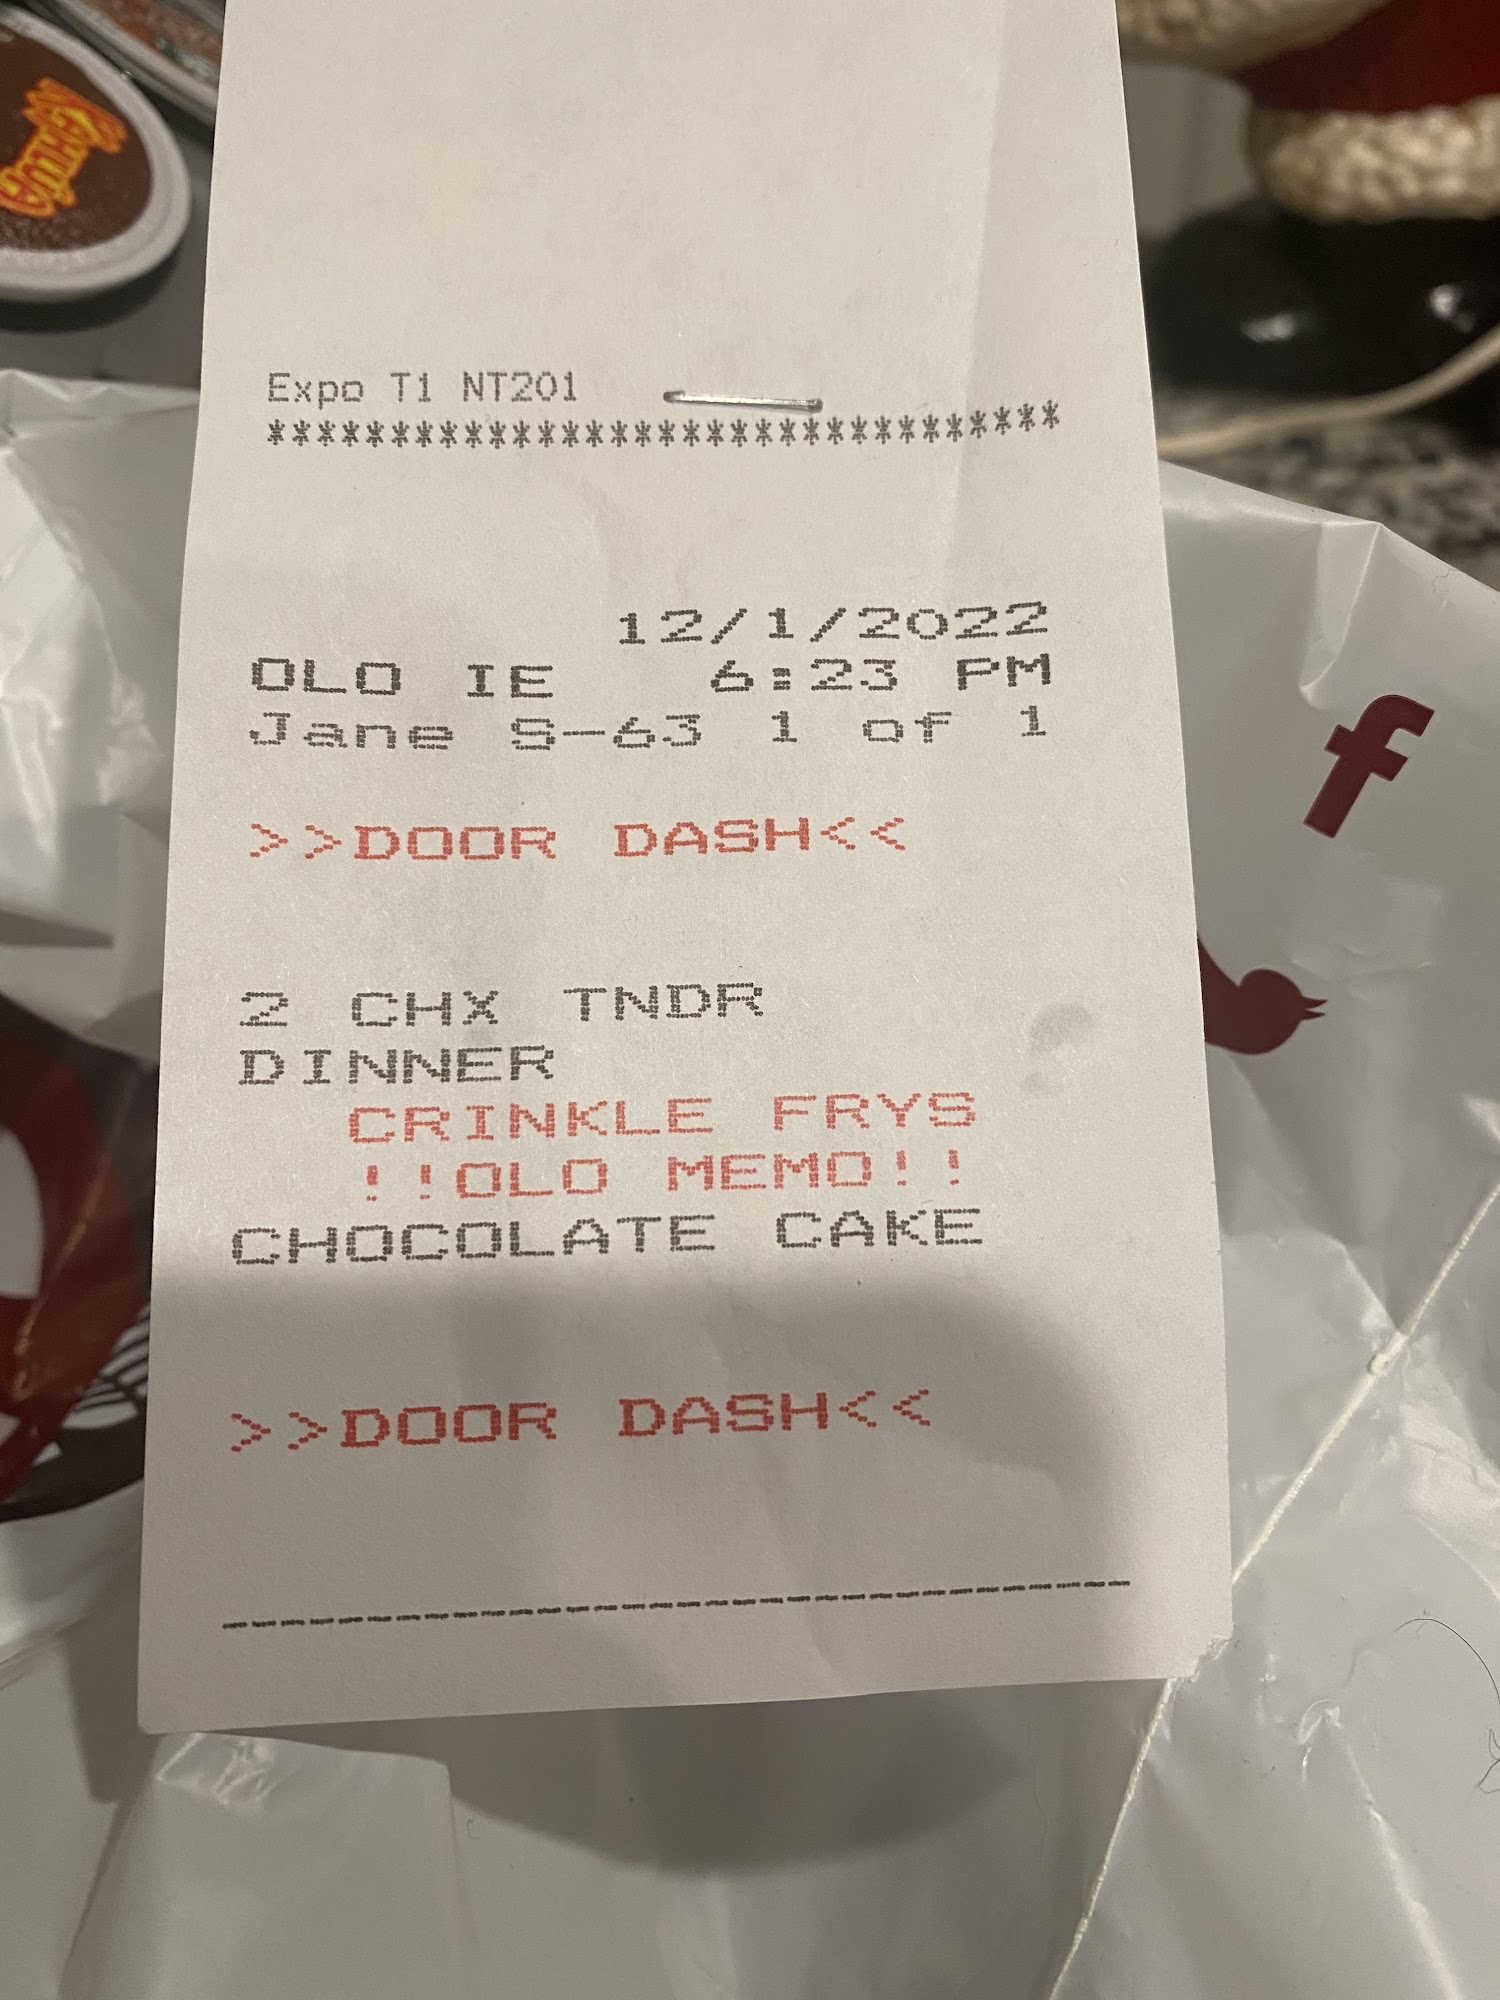 Expo T1 NT201
*********************************
12/1/2022
OLO IE 6:23 PM
Jane S-63 1 of 1
>>DOOR DASH<<
2 CHX TNDR
DINNER
CRINKLE FRYS
!!OLO MEMO!!
CHOCOLATE CAKE
>>DOOR DASH<<